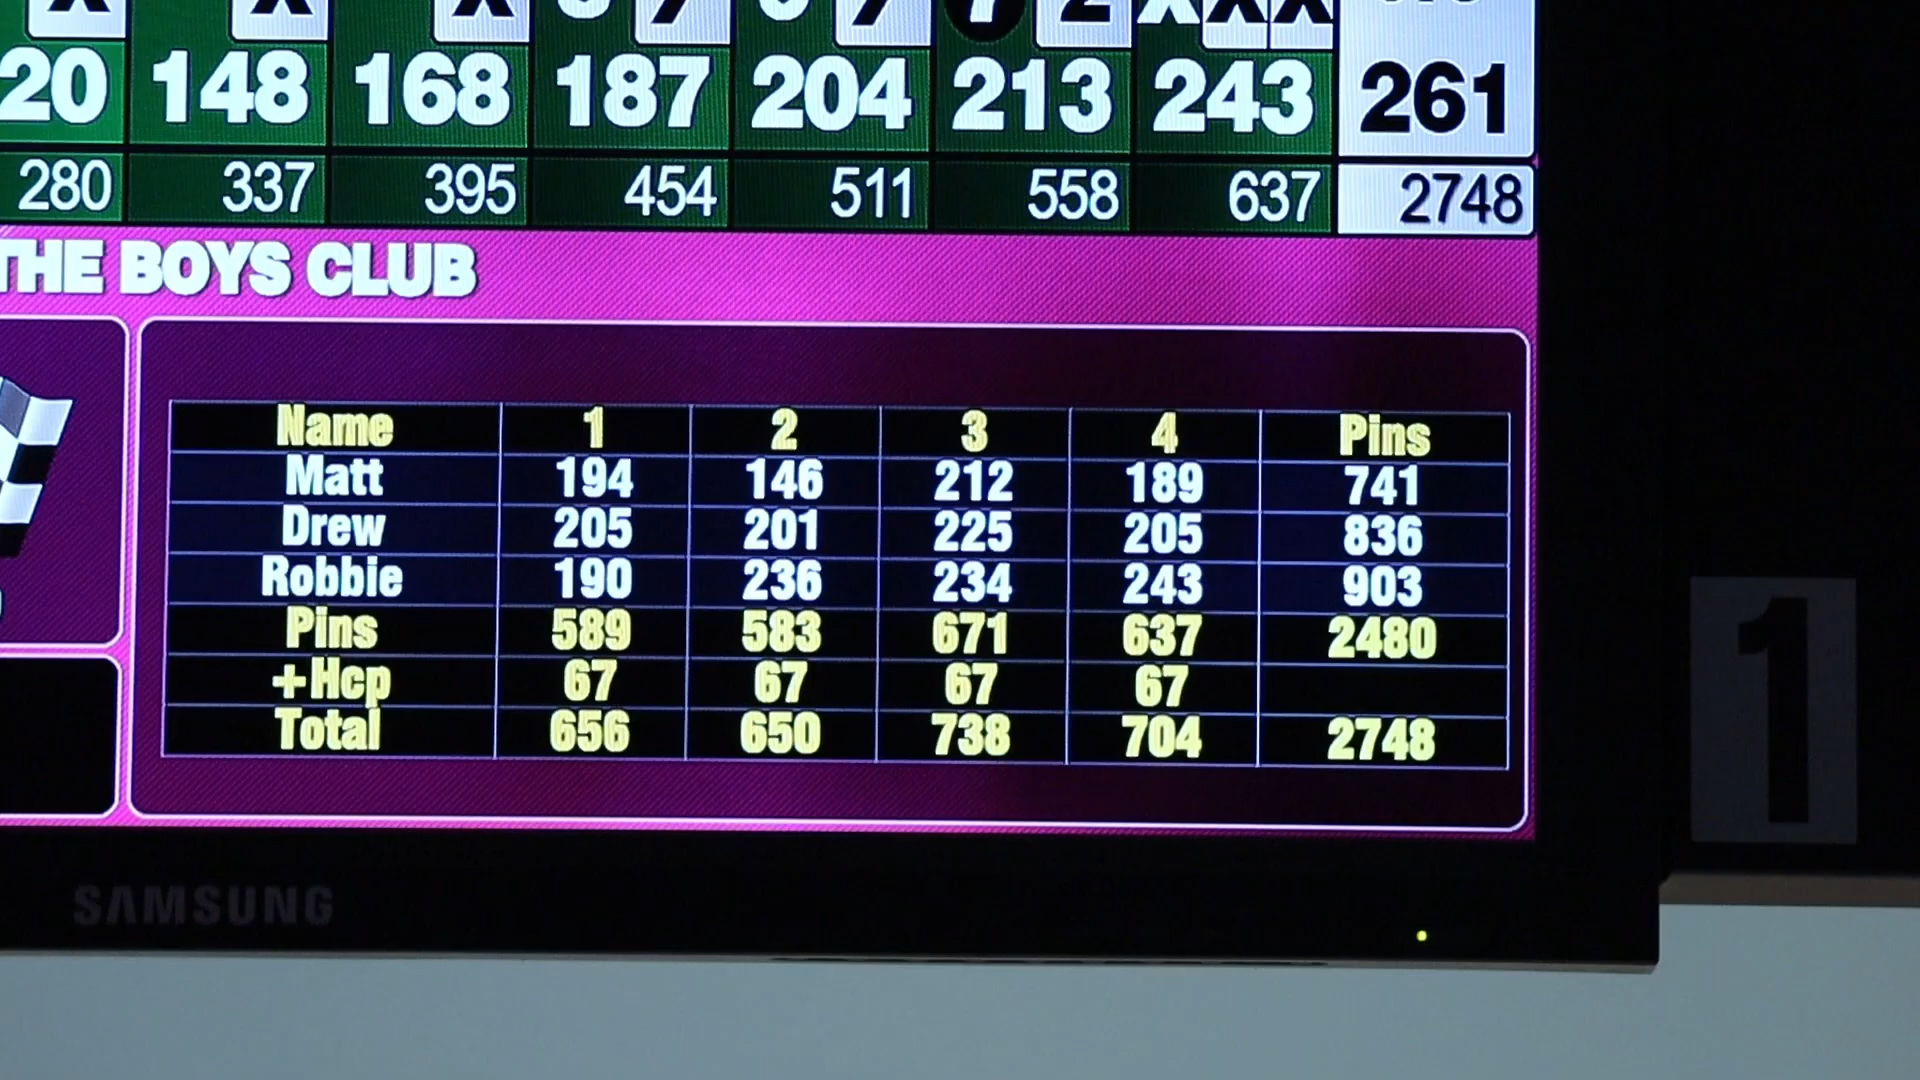 20 148 168 187 204 213 243 261
280 337 395 454 511 558 637 2748
THE BOYS CLUB
Name 1 2 3 4 Pins
Matt 194 146 212 189 741
Drew 205 201 225 205 836
Robbie 190 236 234 243 903
Pins 589 583 671 637 2480
+Hcp 67 67 67 67
Total 656 650 738 704 2748
1
SAMSUNG